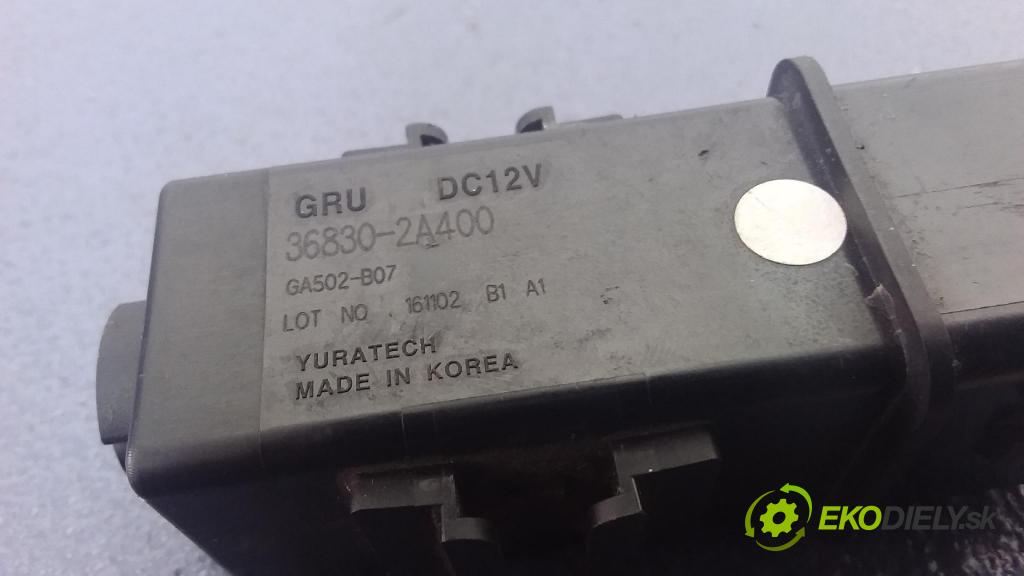 GRU DC12V
36830-2A400
GA502-B07
LOT NO . 161102 B1 A1
YURATECH
MADE IN KOREA
EKODIELY.sk